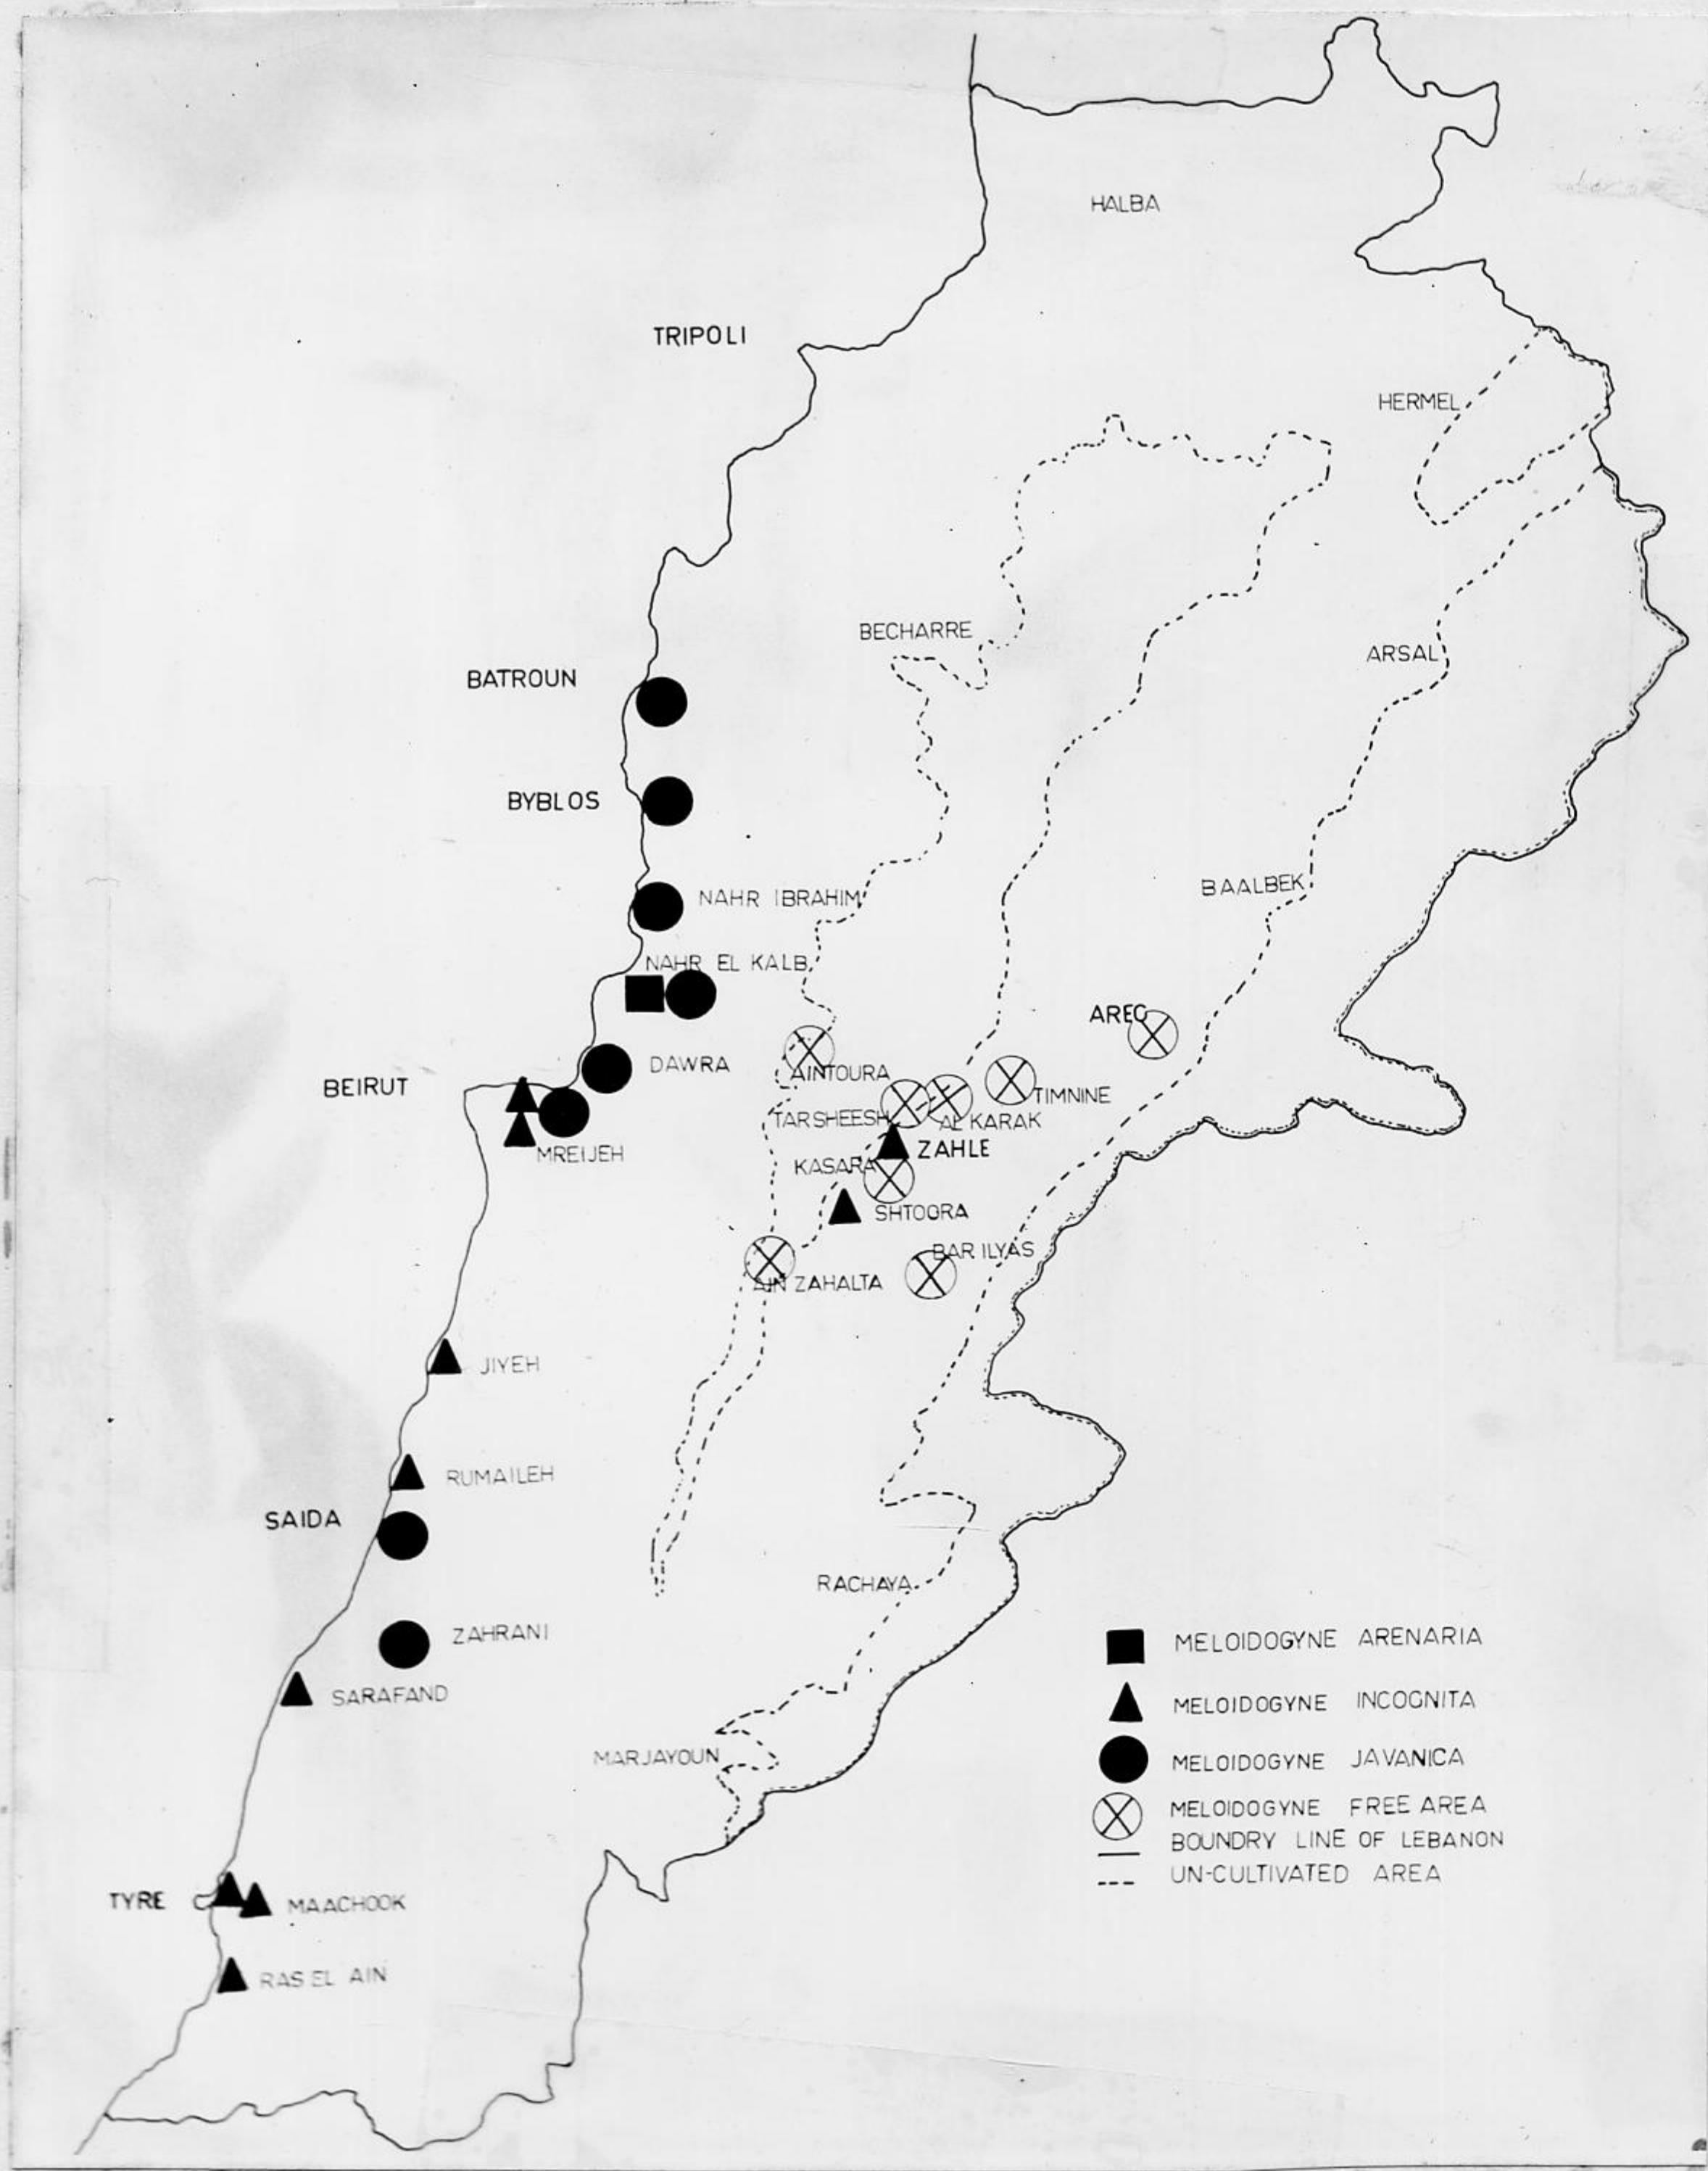 HALBA
TRIPOLI
HERMEL
BECHARRE
ARSAL
BATROUN
BYBLOS
BAALBEK
NAHR IBRAHIM
NAHR EL KALB
AREC
DAWRA
AINTOURA
BEIRUT
TIMNINE
TARSHEESH
AL KARAK
MREIJEH
ZAHLE
KASARA
SHTOORA
BAR ILYAS
AIN ZAHALTA
JIYEH
RUMAILEH
SAIDA
RACHAYA
ZAHRANI
SARAFAND
MARJAYOUN
TYRE
MAACHOOK
RAS EL AIN
MELOIDOGYNE ARENARIA
MELOIDOGYNE INCOGNITA
MELOIDOGYNE JAVANICA
MELOIDOGYNE FREE AREA
BOUNDRY LINE OF LEBANON
UN-CULTIVATED AREA